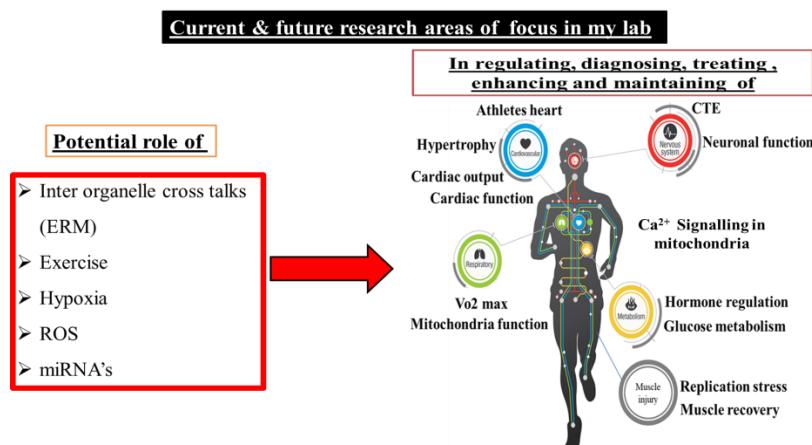 Current & future research areas of focus in my lab
In regulating, diagnosing, treating ,
enhancing and maintaining of
Potential role of
➤ Inter organelle cross talks
(ERM)
➤ Exercise
➤ Hypoxia
➤ ROS
➤ miRNA's
Athletes heart
Hypertrophy
Cardiac output
Cardiac function
Cardiovascular
CTE
Neuronal function
Nervous
system
Ca²⁺ Signalling in
mitochondria
Respiratory
Vo2 max
Mitochondria function
Metabolism
Hormone regulation
Glucose metabolism
Muscle
injury
Replication stress
Muscle recovery